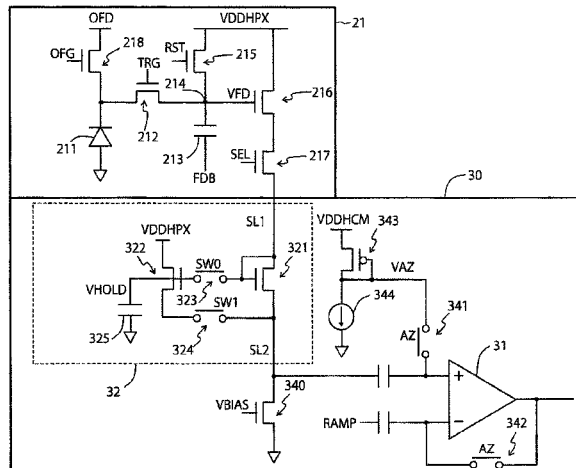 OFD
VDDHPX
21
OFG
218
RST
215
TRG
214
VFD
216
212
211
213
SEL
217
FDB
30
SL1
VDDHCM
343
VDDHPX
322
SW0
321
VAZ
VHOLD
323
SW1
344
341
325
324
AZ
31
SL2
32
+
VBIAS
340
RAMP
−
AZ
342